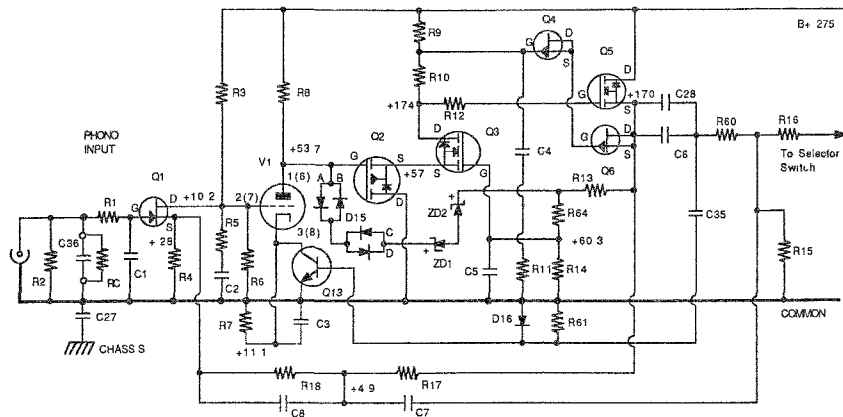 B+ 275
Q4
D
G
S
Q5
D
R9
R10
+170
G
S
C28
R3
R8
+174
R12
R60
R16
PHONO
INPUT
D
Q3
D
S
C6
To Selector
Switch
Q1
V1
+53 7
Q2
G
S
+57
S
G
C4
Q6
R13
G
D
+10 2
2(7)
1(6)
A
B
D
ZD2
R64
C35
R1
S
+ 28
R5
3(8)
D15
C
D
+60 3
R2
C36
RC
C1
R4
R6
ZD1
C5
R11
R14
R15
C2
Q13
C27
R7
C3
D16
R61
COMMON
CHASS S
+11 1
R18
+4 9
R17
C8
C7